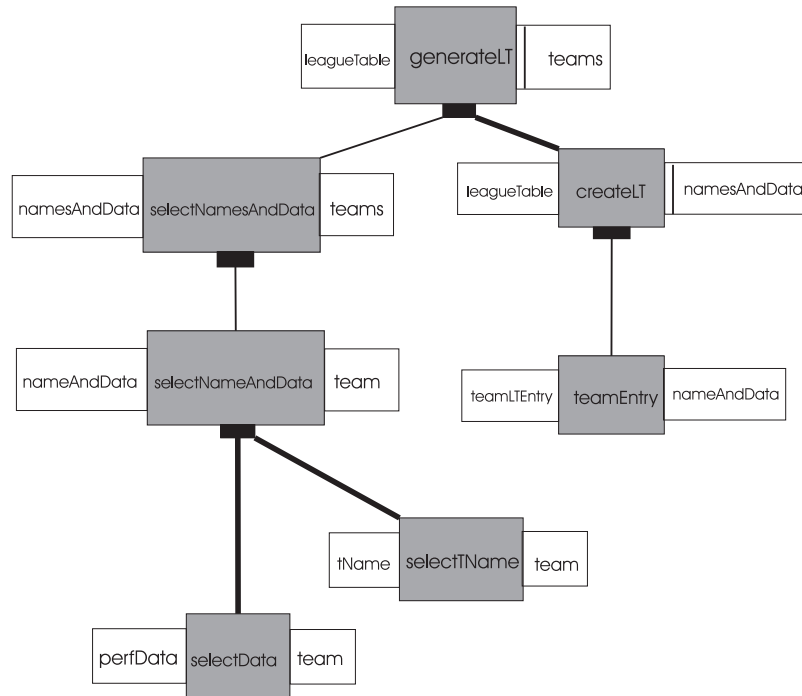 leagueTable generateLT teams
namesAndData selectNamesAndData teams
leagueTable createLT namesAndData
nameAndData selectNameAndData team
teamLTEntry teamEntry nameAndData
tName selectTName team
perfData selectData team